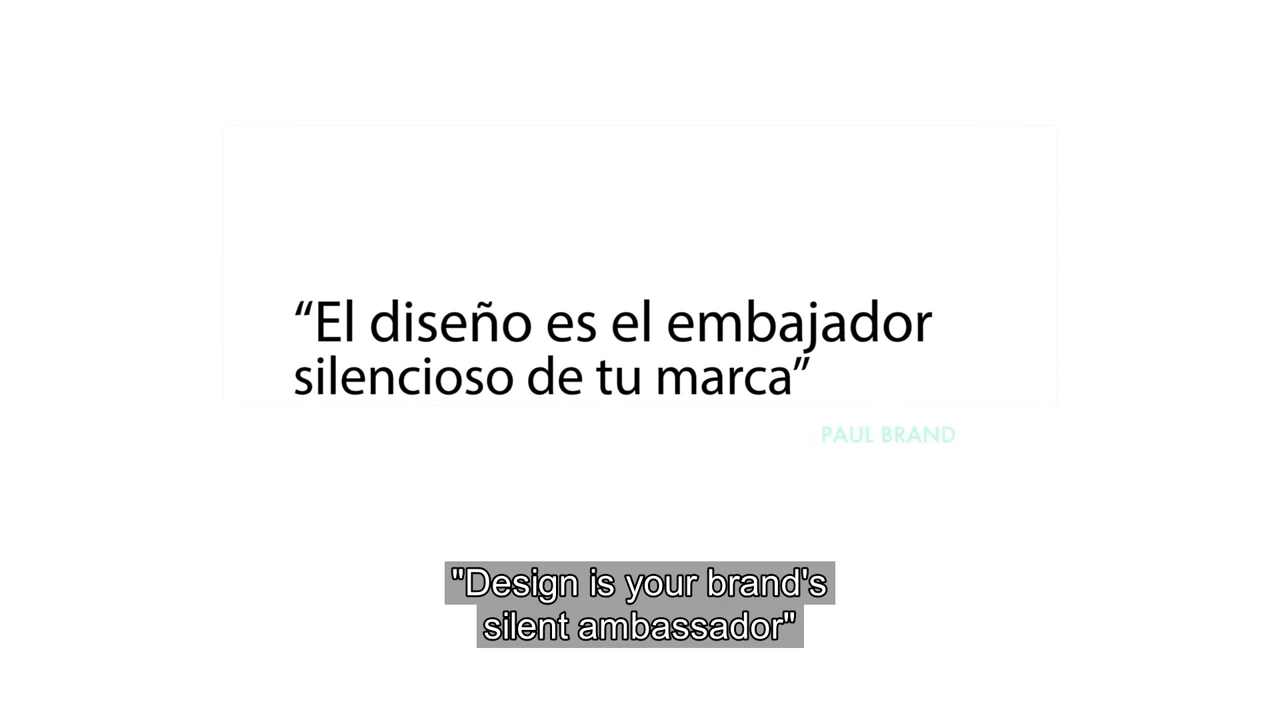 “El diseño es el embajador
silencioso de tu marca”
PAUL BRAND
"Design is your brand's
silent ambassador"